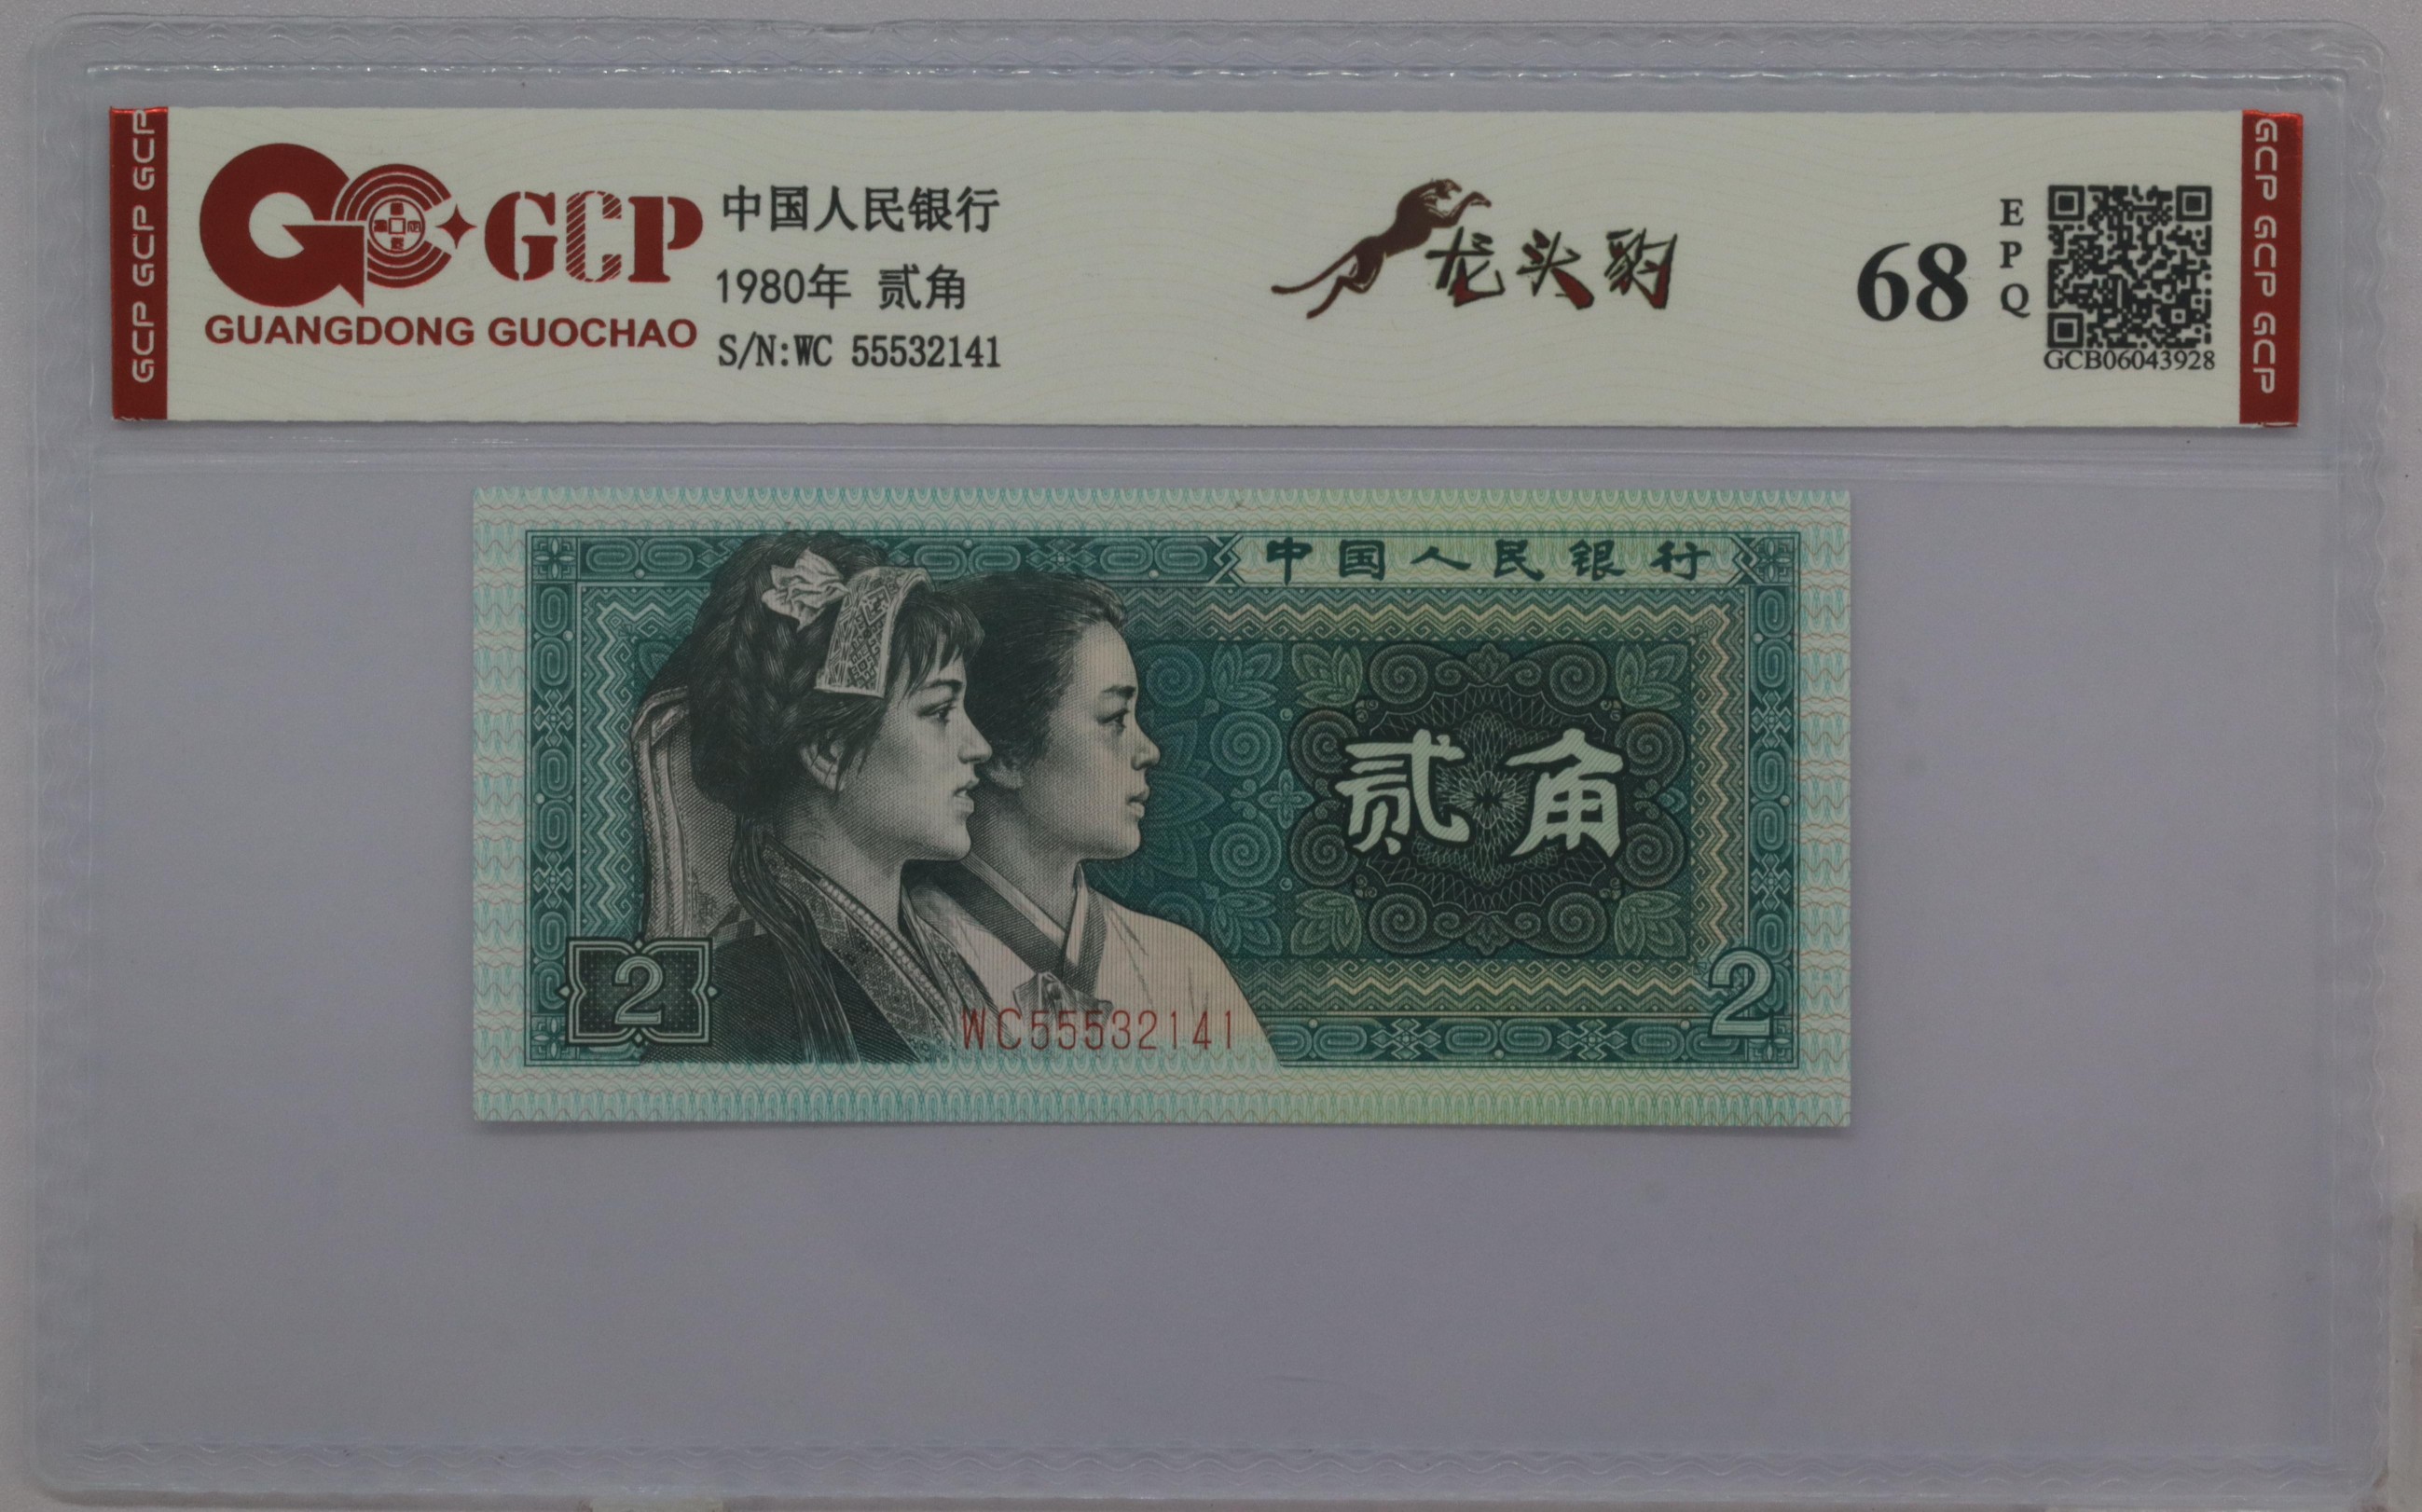 GCP GCP GCP
GCP
GUANGDONG GUOCHAO
中国人民银行
1980年 贰角
S/N:WC 55532141
龙头豹
68
EPQ
GCB06043928
GCP GCP GCP
中国人民银行
贰角
2
2
WC55532141